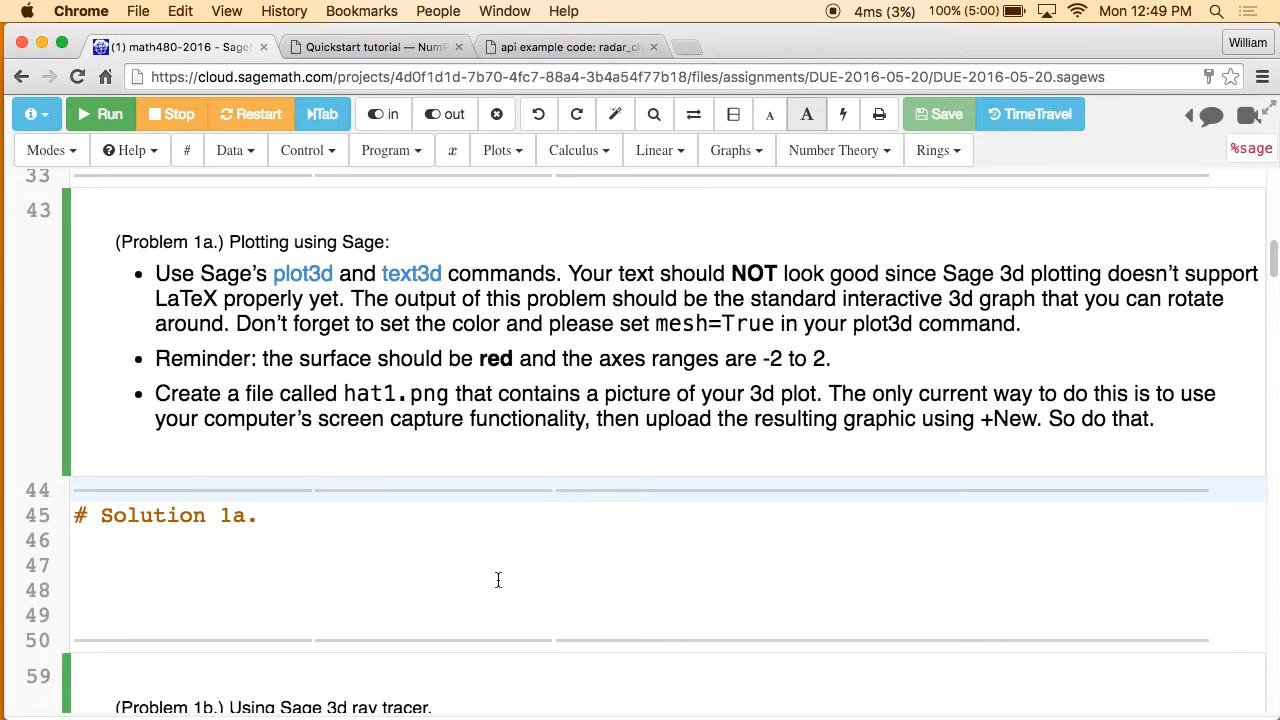 Chrome File Edit View History Bookmarks People Window Help 4ms (3%) 100% (5:00) Mon 12:49 PM
(1) math480-2016 - Sage Quickstart tutorial — Num api example code: radar_ch William
https://cloud.sagemath.com/projects/4d0f1d1d-7b70-4fc7-88a4-3b4a54f77b18/files/assignments/DUE-2016-05-20/DUE-2016-05-20.sagews
Run Stop Restart Tab in out A A Save TimeTravel
Modes Help # Data Control Program x Plots Calculus Linear Graphs Number Theory Rings %sage
33
43
(Problem 1a.) Plotting using Sage:
• Use Sage’s plot3d and text3d commands. Your text should NOT look good since Sage 3d plotting doesn’t support
LaTeX properly yet. The output of this problem should be the standard interactive 3d graph that you can rotate
around. Don’t forget to set the color and please set mesh=True in your plot3d command.
• Reminder: the surface should be red and the axes ranges are -2 to 2.
• Create a file called hat1.png that contains a picture of your 3d plot. The only current way to do this is to use
your computer’s screen capture functionality, then upload the resulting graphic using +New. So do that.
44
45 # Solution 1a.
46
47
48
49
50
59
(Problem 1b.) Using Sage 3d ray tracer.